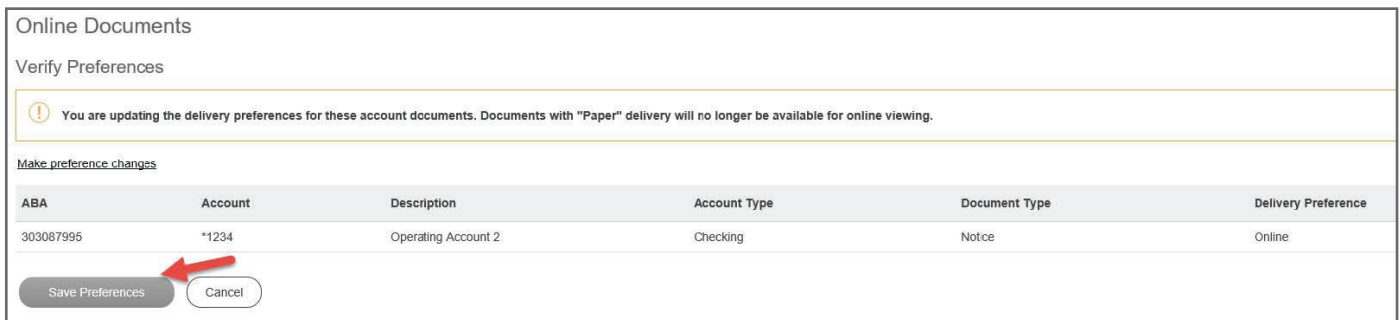 Online Documents
Verify Preferences
You are updating the delivery preferences for these account documents. Documents with "Paper" delivery will no longer be available for online viewing.
Make preference changes
ABA Account Description Account Type Document Type Delivery Preference
303087995 *1234 Operating Account 2 Checking Notice Online
Save Preferences Cancel